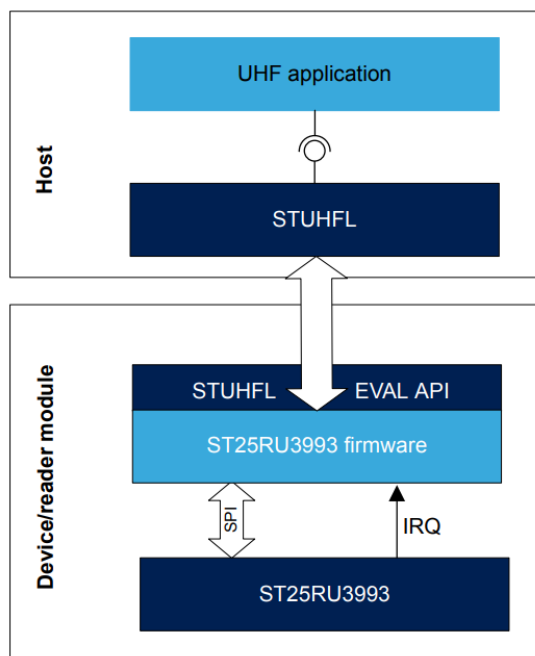 Host
UHF application
STUHFL
Device/reader module
STUHFL EVAL API
ST25RU3993 firmware
SPI
IRQ
ST25RU3993